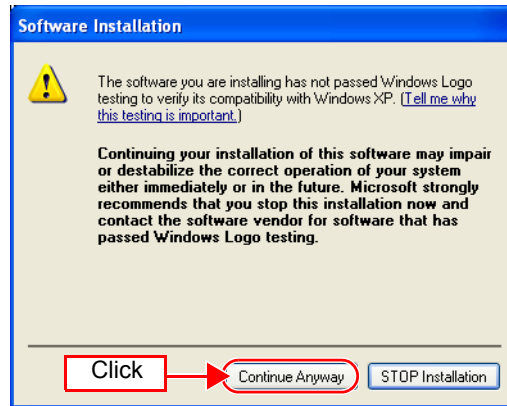 Software Installation
The software you are installing has not passed Windows Logo
testing to verify its compatibility with Windows XP. (Tell me why
this testing is important.)
Continuing your installation of this software may impair
or destabilize the correct operation of your system
either immediately or in the future. Microsoft strongly
recommends that you stop this installation now and
contact the software vendor for software that has
passed Windows Logo testing.
Click
Continue Anyway
STOP Installation